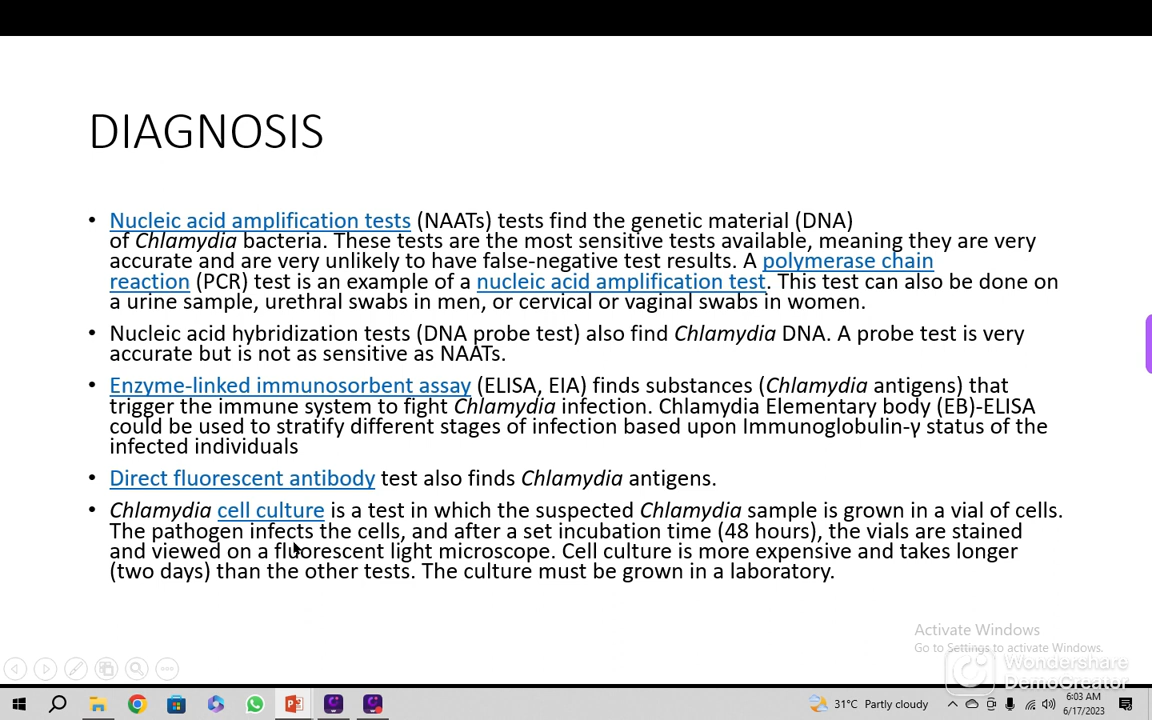 DIAGNOSIS
• Nucleic acid amplification tests (NAATs) tests find the genetic material (DNA)
of Chlamydia bacteria. These tests are the most sensitive tests available, meaning they are very
accurate and are very unlikely to have false-negative test results. A polymerase chain
reaction (PCR) test is an example of a nucleic acid amplification test. This test can also be done on
a urine sample, urethral swabs in men, or cervical or vaginal swabs in women.
• Nucleic acid hybridization tests (DNA probe test) also find Chlamydia DNA. A probe test is very
accurate but is not as sensitive as NAATs.
• Enzyme-linked immunosorbent assay (ELISA, EIA) finds substances (Chlamydia antigens) that
trigger the immune system to fight Chlamydia infection. Chlamydia Elementary body (EB)-ELISA
could be used to stratify different stages of infection based upon Immunoglobulin-γ status of the
infected individuals
• Direct fluorescent antibody test also finds Chlamydia antigens.
• Chlamydia cell culture is a test in which the suspected Chlamydia sample is grown in a vial of cells.
The pathogen infects the cells, and after a set incubation time (48 hours), the vials are stained
and viewed on a fluorescent light microscope. Cell culture is more expensive and takes longer
(two days) than the other tests. The culture must be grown in a laboratory.
Activate Windows
Go to Settings to activate Windows.
Wondershare
DemoCreator
31°C Partly cloudy
6:03 AM
6/17/2023